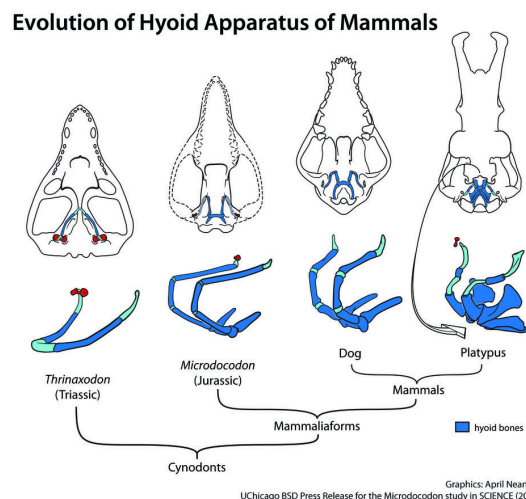 Evolution of Hyoid Apparatus of Mammals
Thrinaxodon
(Triassic)
Microdocodon
(Jurassic)
Dog
Platypus
Mammals
Mammaliaforms
Cynodonts
hyoid bones
Graphics: April
UChicago BSD Press Release for the Microdocodon study in SCIENCE